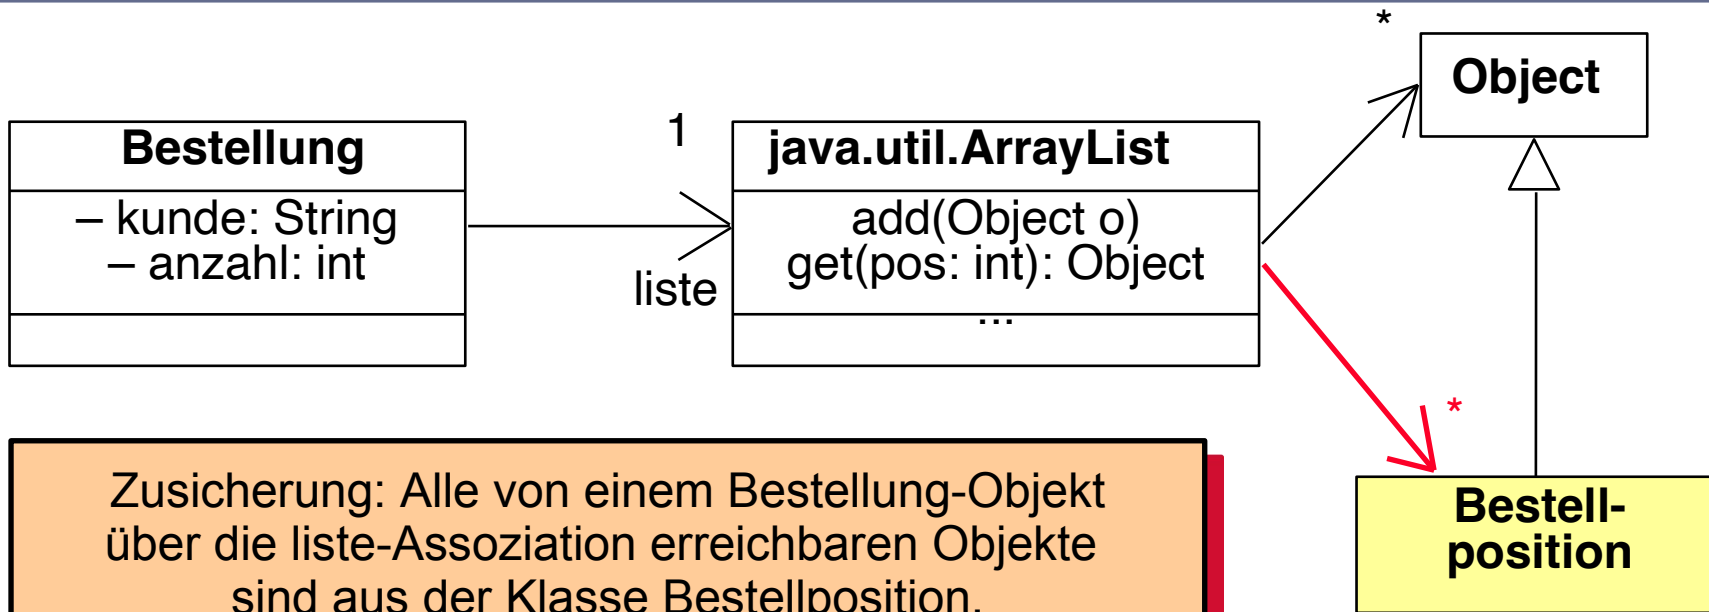 *
Object
Bestellung
– kunde: String
– anzahl: int
1
liste
java.util.ArrayList
add(Object o)
get(pos: int): Object
...
*
Bestell-
position
Zusicherung: Alle von einem Bestellung-Objekt
über die liste-Assoziation erreichbaren Objekte
sind aus der Klasse Bestellposition.